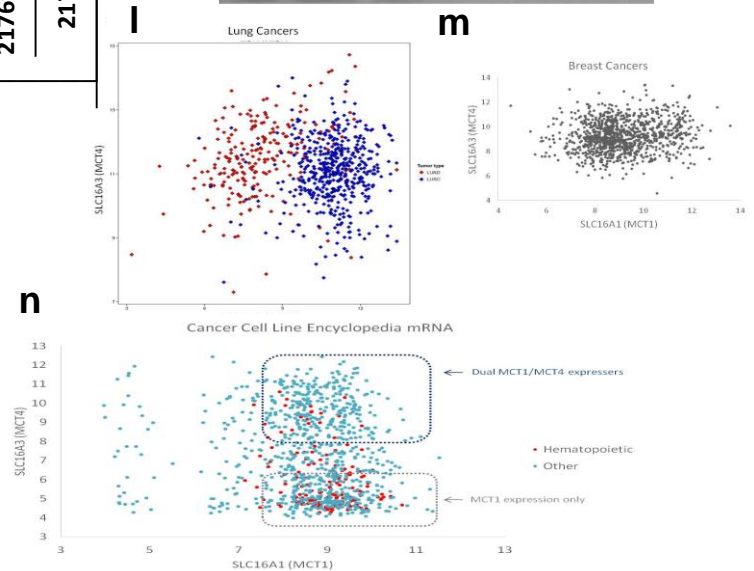 2176
217
l
Lung Cancers
SLC16A3 (MCT4)
Tumor type
LUAD
LUSC
m
Breast Cancers
14
12
10
8
6
4
SLC16A3 (MCT4)
4 6 8 10 12 14
SLC16A1 (MCT1)
n
Cancer Cell Line Encyclopedia mRNA
13
12
11
10
9
8
7
6
5
4
3
SLC16A3 (MCT4)
Dual MCT1/MCT4 expressers
Hematopoietic
Other
MCT1 expression only
3 5 7 9 11 13
SLC16A1 (MCT1)